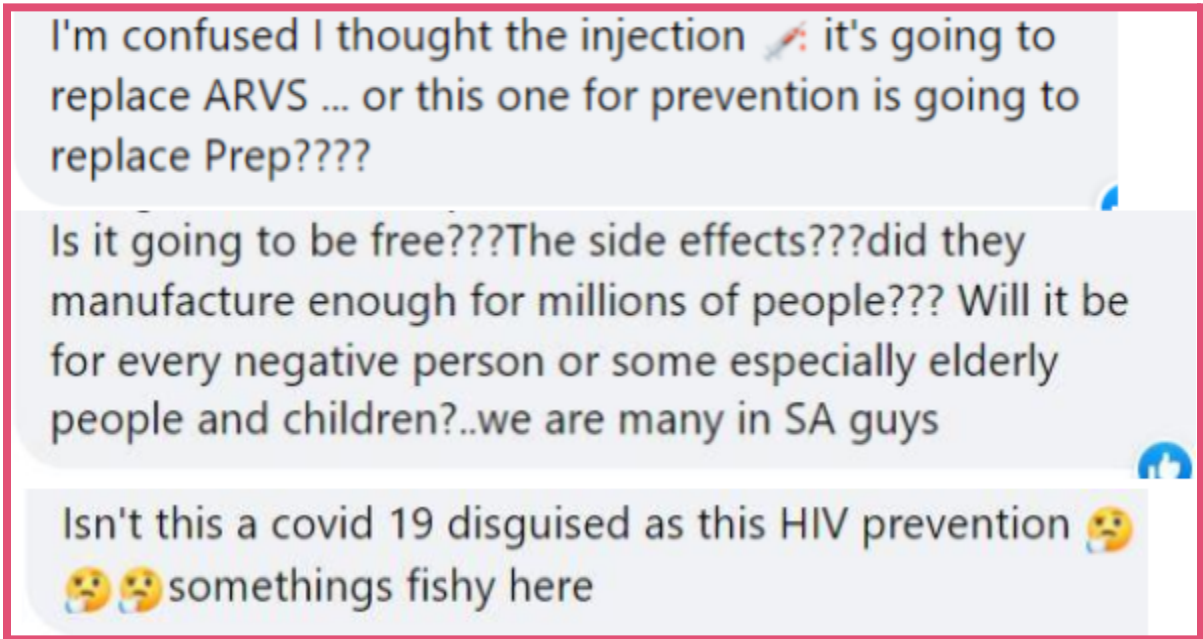 I'm confused I thought the injection 💉 it's going to
replace ARVS ... or this one for prevention is going to
replace Prep????
Is it going to be free???The side effects???did they
manufacture enough for millions of people??? Will it be
for every negative person or some especially elderly
people and children?..we are many in SA guys
Isn't this a covid 19 disguised as this HIV prevention 🤔
🤔🤔somethings fishy here